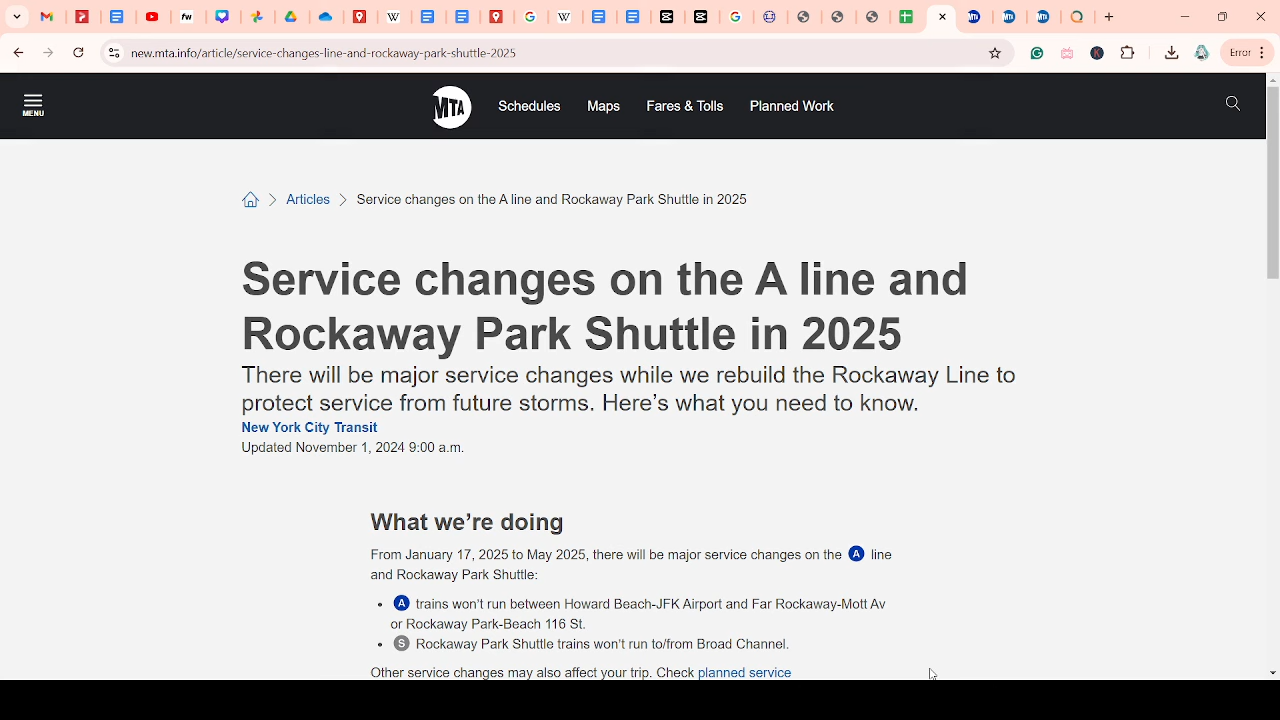 new.mta.info/article/service-changes-line-and-rockaway-park-shuttle-2025
Error
MENU
MTA
Schedules
Maps
Fares & Tolls
Planned Work
Articles
Service changes on the A line and Rockaway Park Shuttle in 2025
Service changes on the A line and
Rockaway Park Shuttle in 2025
There will be major service changes while we rebuild the Rockaway Line to
protect service from future storms. Here’s what you need to know.
New York City Transit
Updated November 1, 2024 9:00 a.m.
What we’re doing
From January 17, 2025 to May 2025, there will be major service changes on the A line
and Rockaway Park Shuttle:
• A trains won't run between Howard Beach-JFK Airport and Far Rockaway-Mott Av
or Rockaway Park-Beach 116 St.
• S Rockaway Park Shuttle trains won't run to/from Broad Channel.
Other service changes may also affect your trip. Check planned service